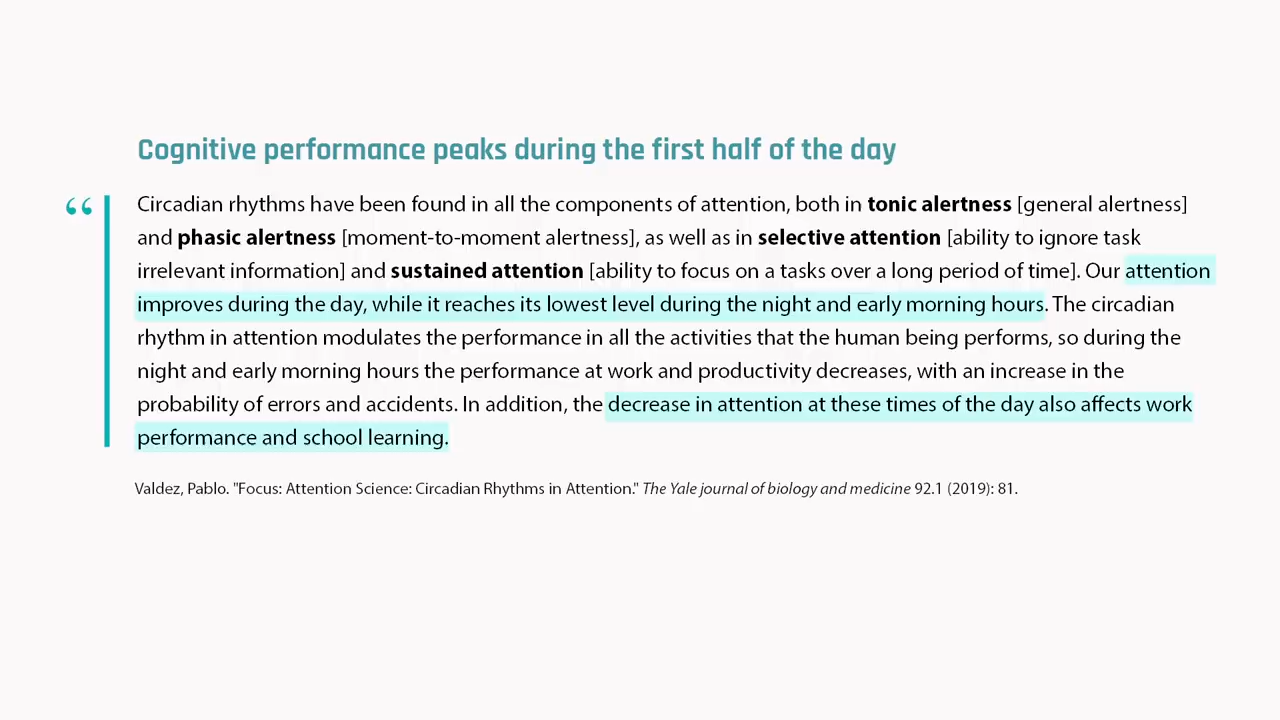 Cognitive performance peaks during the first half of the day
“
Circadian rhythms have been found in all the components of attention, both in tonic alertness [general alertness]
and phasic alertness [moment-to-moment alertness], as well as in selective attention [ability to ignore task
irrelevant information] and sustained attention [ability to focus on a tasks over a long period of time]. Our attention
improves during the day, while it reaches its lowest level during the night and early morning hours. The circadian
rhythm in attention modulates the performance in all the activities that the human being performs, so during the
night and early morning hours the performance at work and productivity decreases, with an increase in the
probability of errors and accidents. In addition, the decrease in attention at these times of the day also affects work
performance and school learning.
Valdez, Pablo. "Focus: Attention Science: Circadian Rhythms in Attention." The Yale journal of biology and medicine 92.1 (2019): 81.